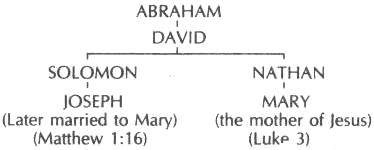 ABRAHAM
DAVID
SOLOMON NATHAN
JOSEPH MARY
(Later married to Mary) (the mother of Jesus)
(Matthew 1:16) (Luke 3)